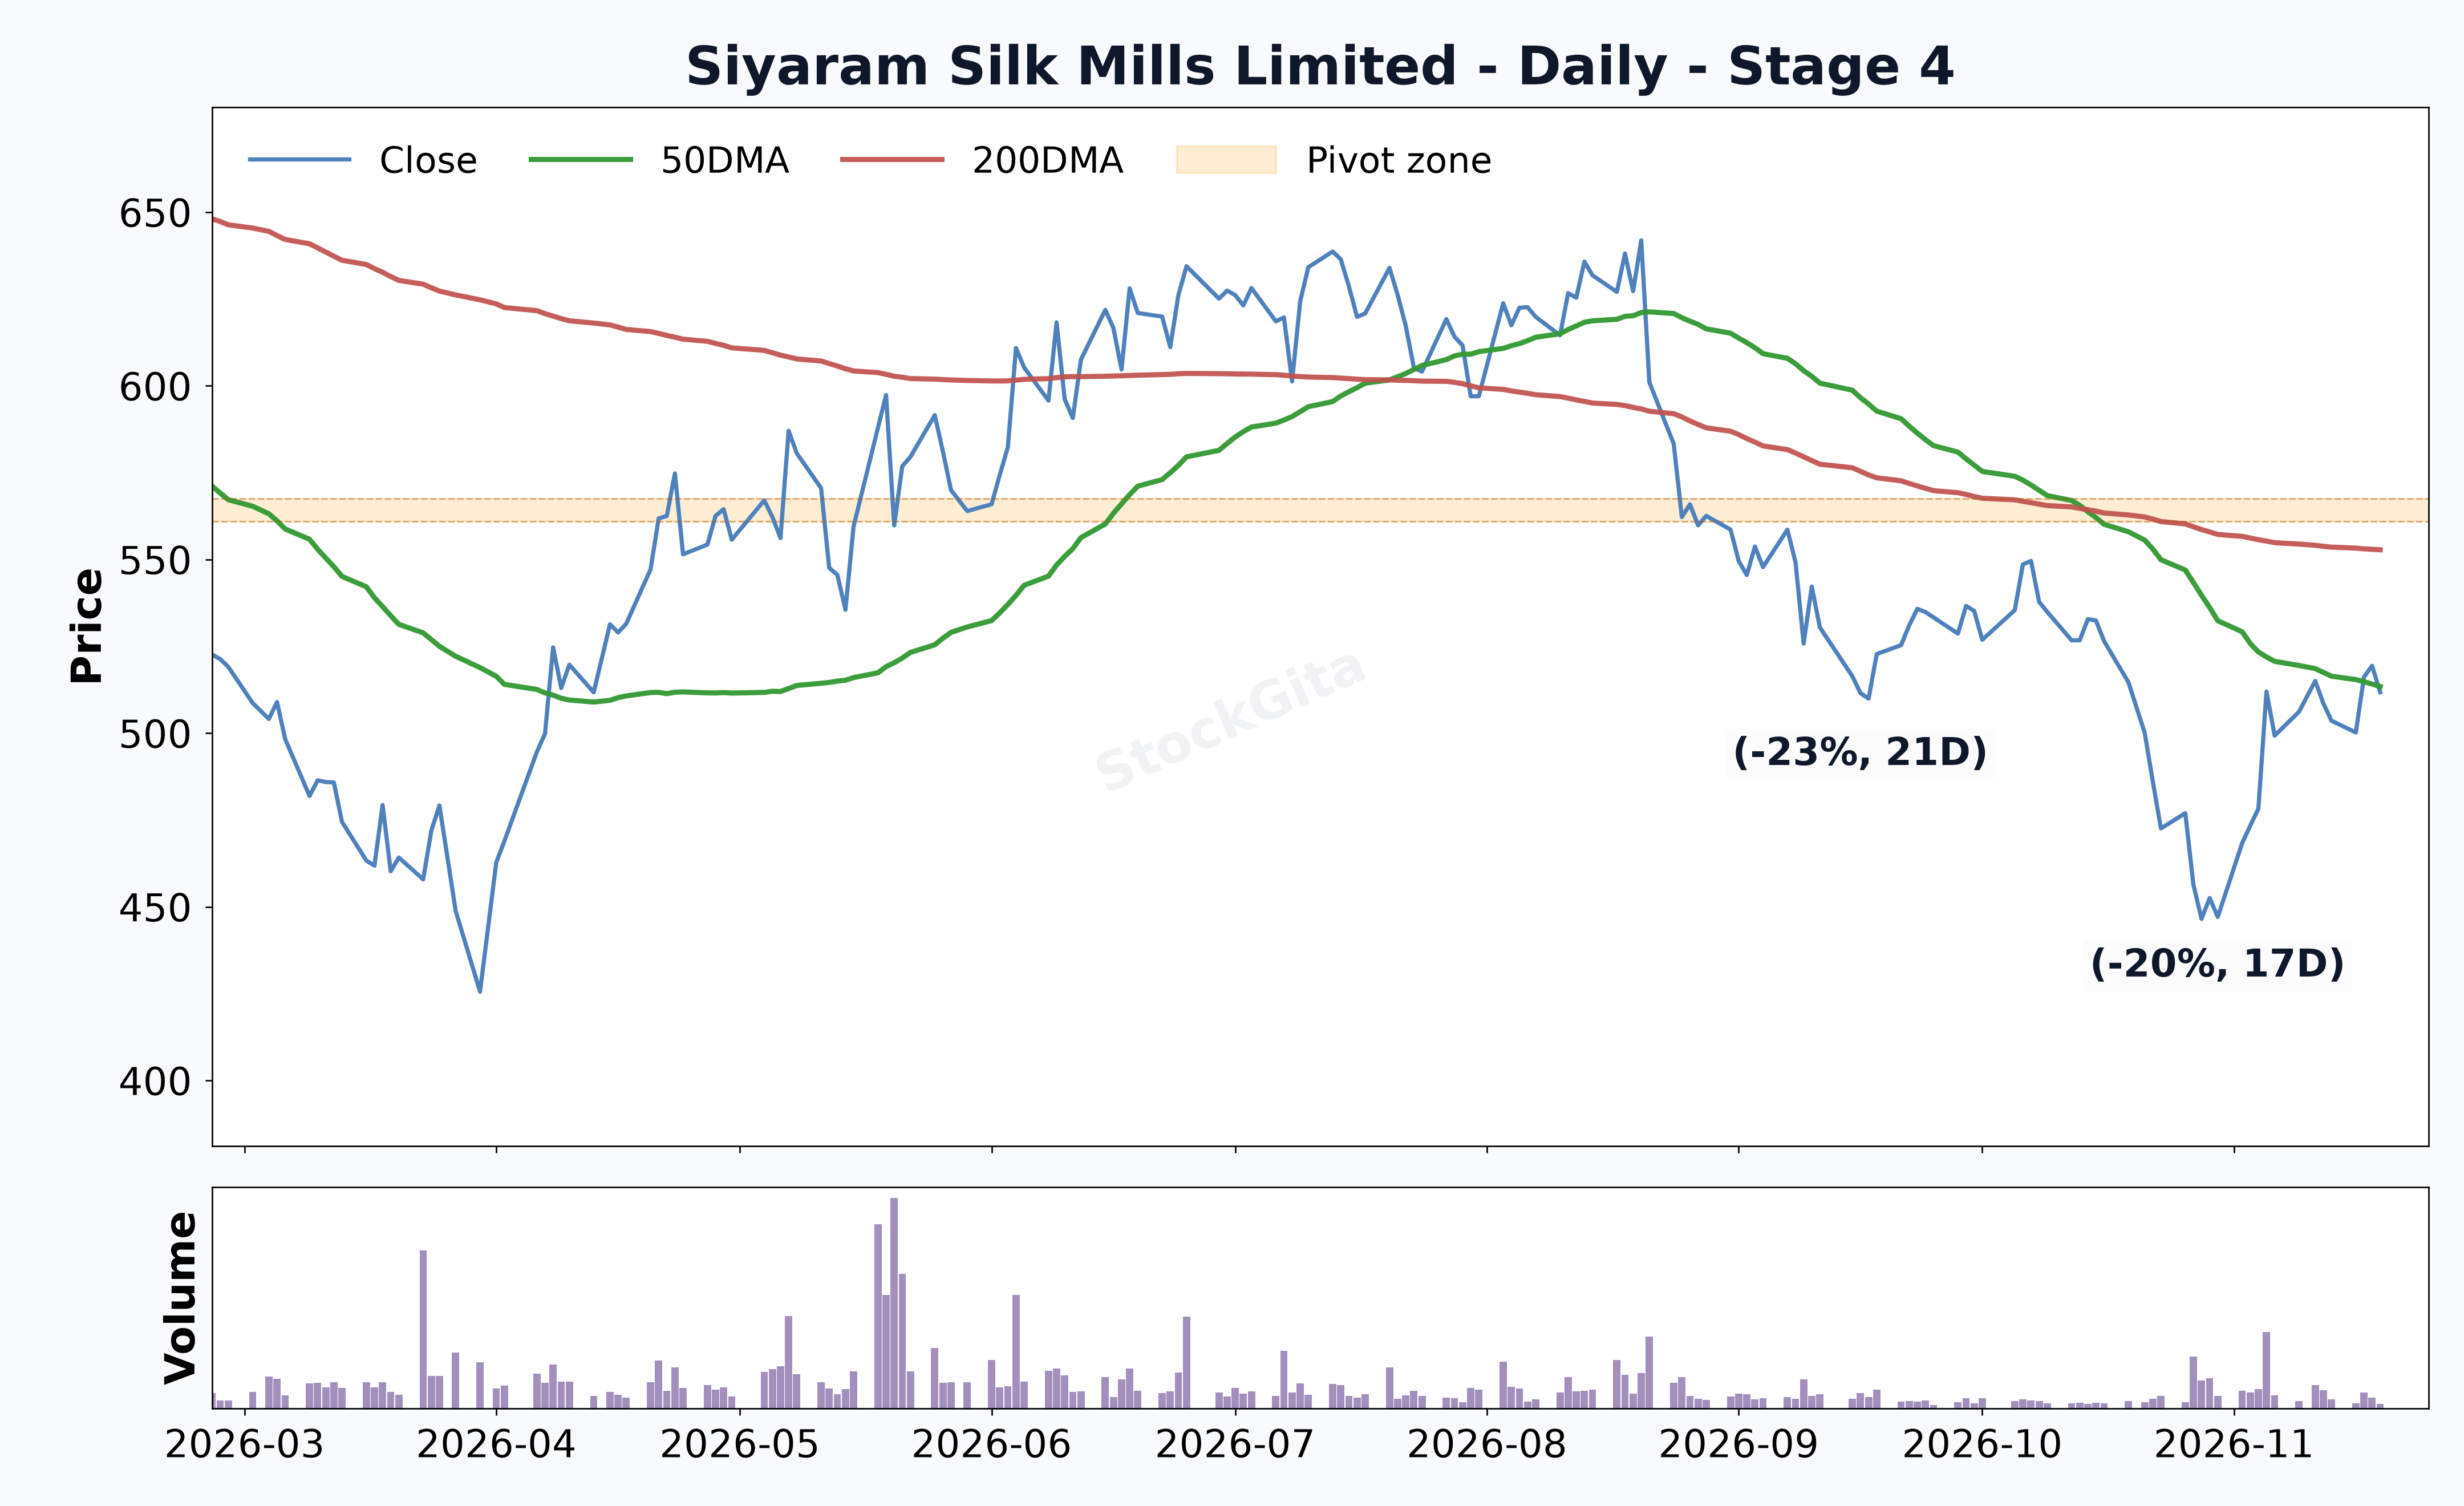 Siyaram Silk Mills Limited - Daily - Stage 4
Close 50DMA 200DMA Pivot zone
650
600
550
500
450
400
Price
StockGita
(-23%, 21D)
(-20%, 17D)
Volume
2026-03 2026-04 2026-05 2026-06 2026-07 2026-08 2026-09 2026-10 2026-11